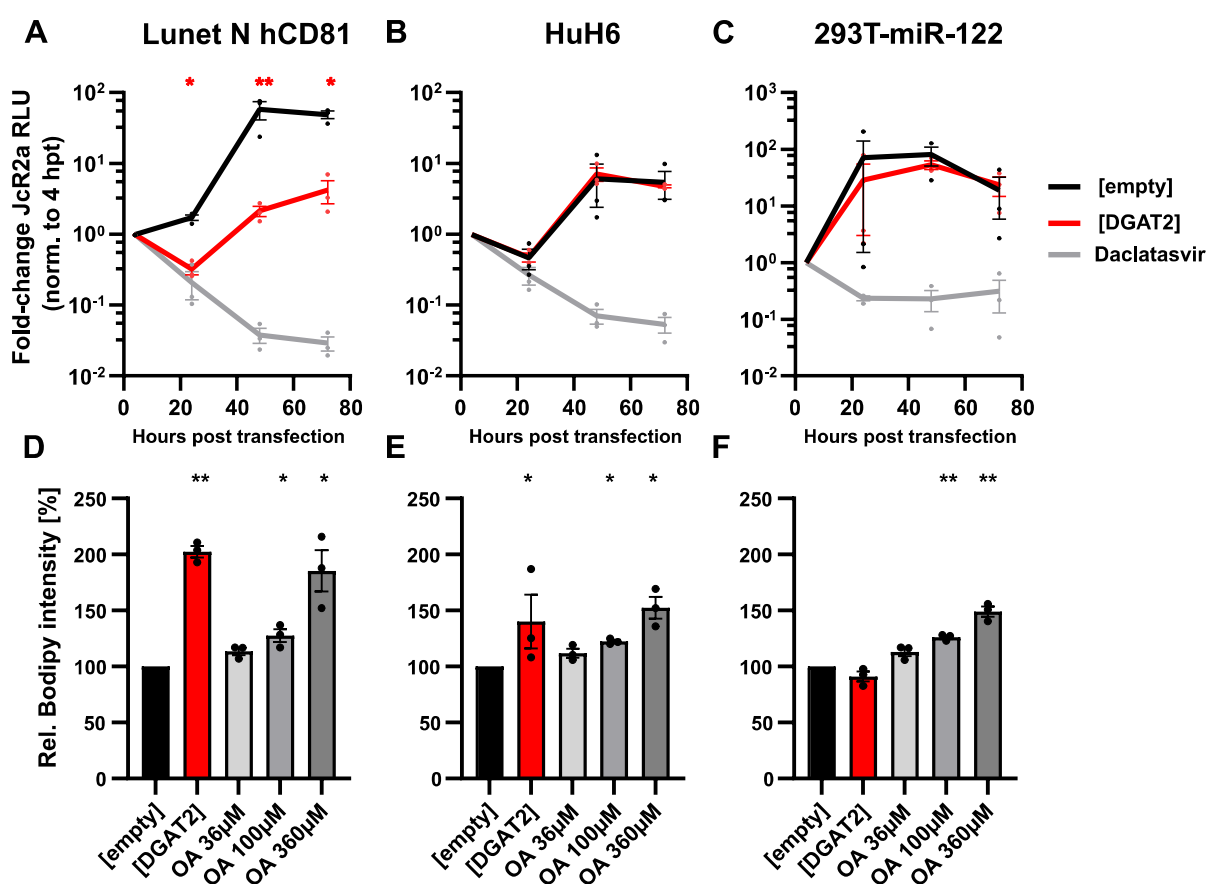 A Lunet N hCD81
B HuH6
C 293T-miR-122
* ** *
Fold-change JcR2a RLU
(norm. to 4 hpt)
10² 10¹ 10⁰ 10⁻¹ 10⁻²
0 20 40 60 80
Hours post transfection
10² 10¹ 10⁰ 10⁻¹ 10⁻²
0 20 40 60 80
Hours post transfection
10³ 10² 10¹ 10⁰ 10⁻¹ 10⁻²
0 20 40 60 80
Hours post transfection
[empty]
[DGAT2]
Daclatasvir
D
** * *
Rel. Bodipy intensity [%]
250 200 150 100 50 0
[empty]
[DGAT2]
OA 36µM
OA 100µM
OA 360µM
E
* * *
250 200 150 100 50 0
[empty]
[DGAT2]
OA 36µM
OA 100µM
OA 360µM
F
** **
250 200 150 100 50 0
[empty]
[DGAT2]
OA 36µM
OA 100µM
OA 360µM